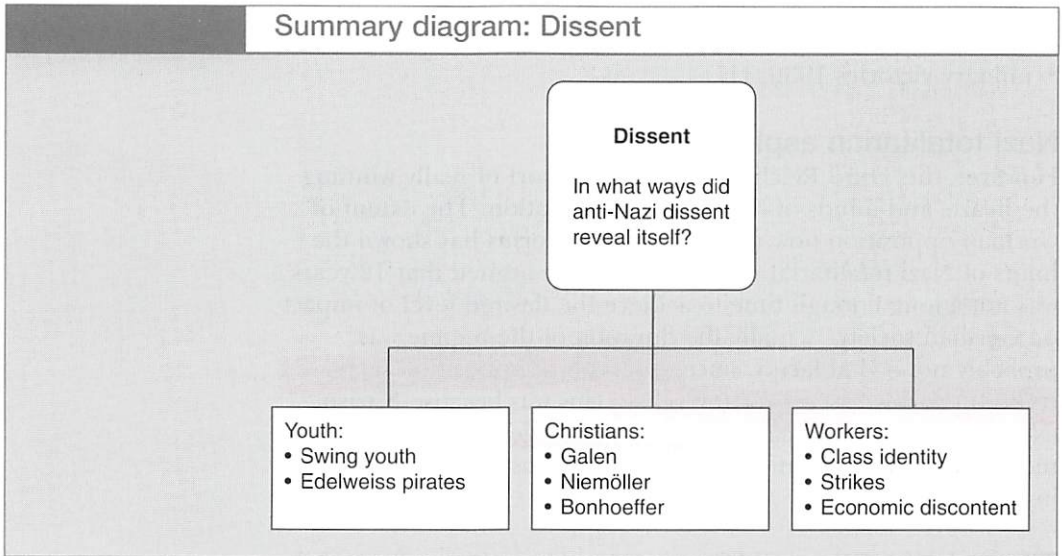 Summary diagram: Dissent
Dissent
In what ways did
anti-Nazi dissent
reveal itself?
Youth:
• Swing youth
• Edelweiss pirates
Christians:
• Galen
• Niemöller
• Bonhoeffer
Workers:
• Class identity
• Strikes
• Economic discontent